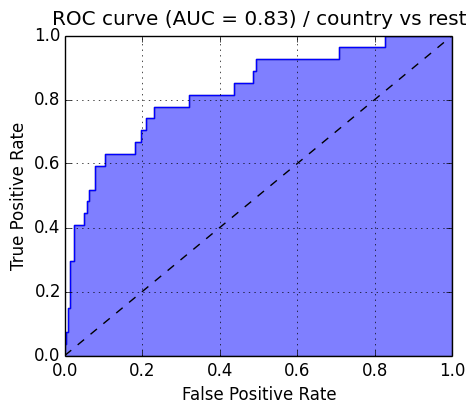 ROC curve (AUC = 0.83) / country vs rest
1.0
0.8
0.6
0.4
0.2
0.0
True Positive Rate
0.0 0.2 0.4 0.6 0.8 1.0
False Positive Rate